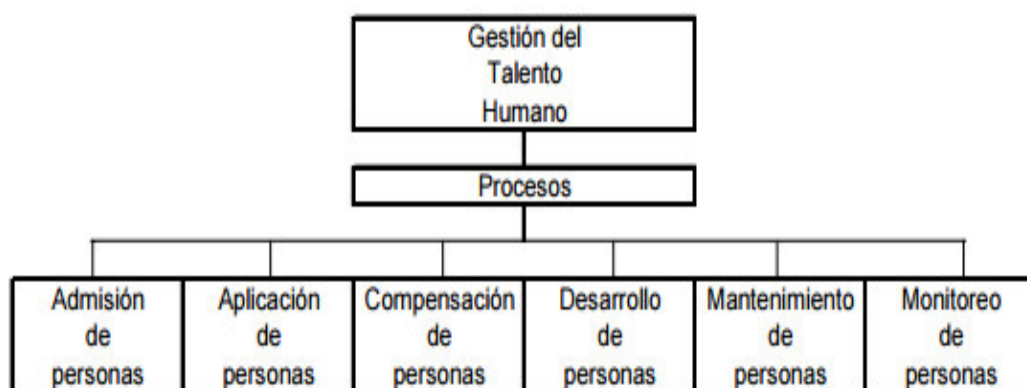 Gestión del
Talento
Humano
Procesos
Admisión
de
personas
Aplicación
de
personas
Compensación
de
personas
Desarrollo
de
personas
Mantenimiento
de
personas
Monitoreo
de
personas